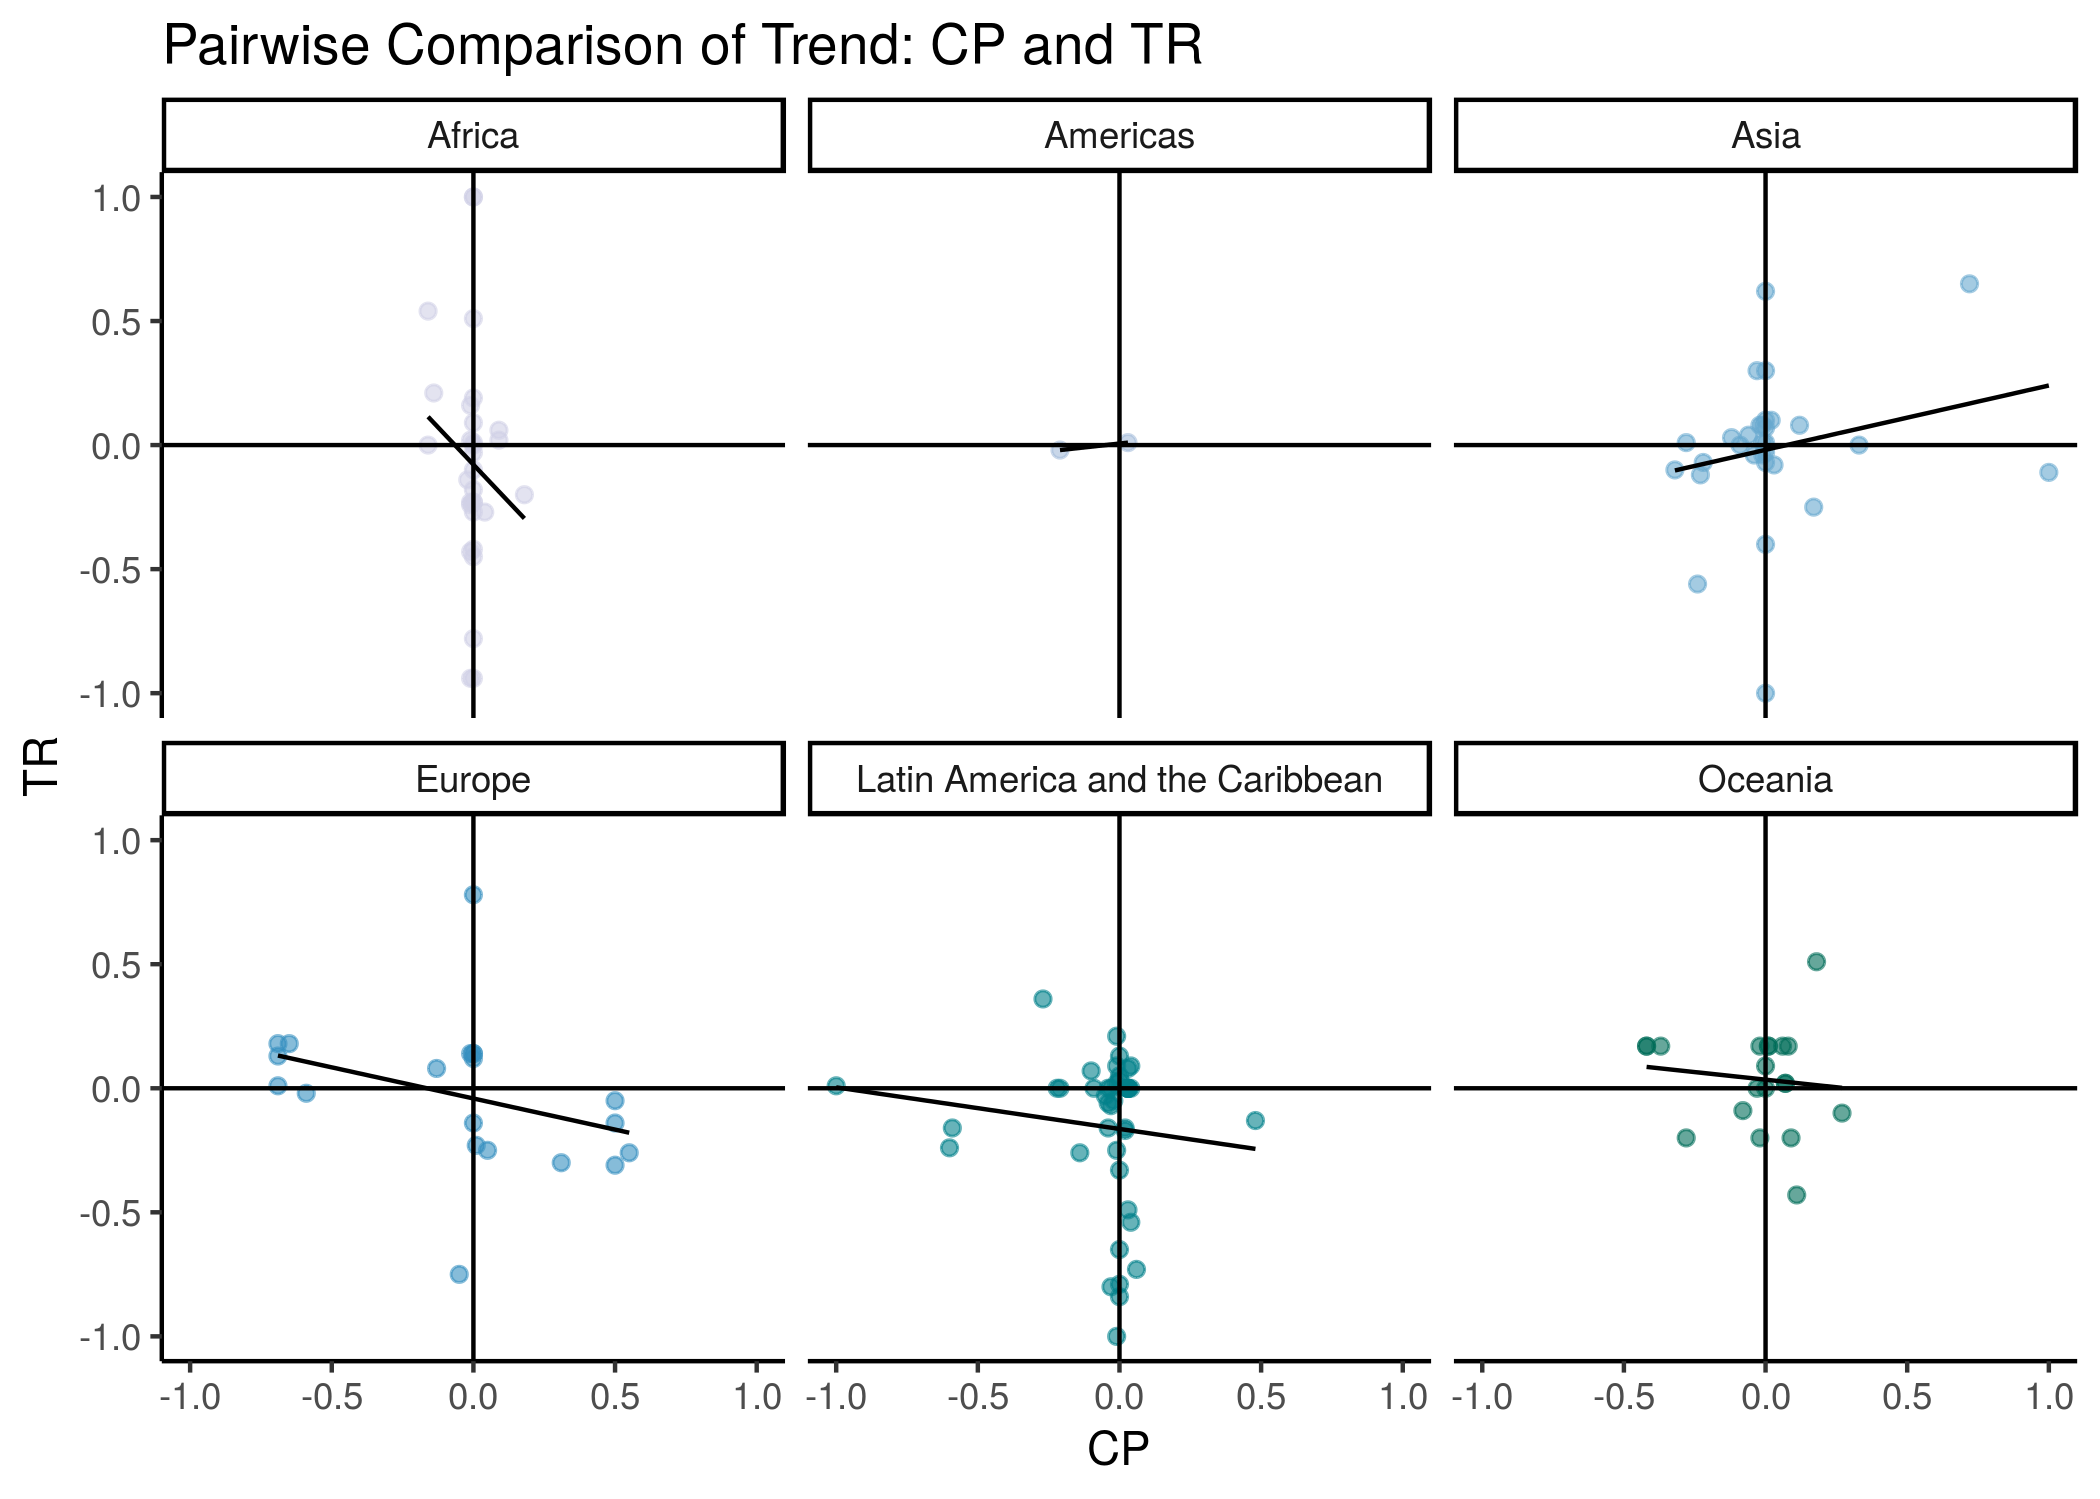 Pairwise Comparison of Trend: CP and TR
Africa
Americas
Asia
1.0
0.5
0.0
-0.5
-1.0
TR
Europe
Latin America and the Caribbean
Oceania
1.0
0.5
0.0
-0.5
-1.0
-1.0 -0.5 0.0 0.5 1.0
-1.0 -0.5 0.0 0.5 1.0
-1.0 -0.5 0.0 0.5 1.0
CP